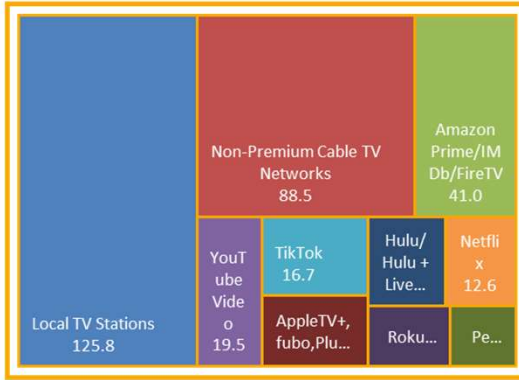 Local TV Stations
125.8
Non-Premium Cable TV
Networks
88.5
Amazon
Prime/IM
Db/FireTV
41.0
YouT
ube
Vide
o
19.5
TikTok
16.7
AppleTV+,
fubo,Plu...
Hulu/
Hulu +
Live...
Netfli
x
12.6
Roku...
Pe...